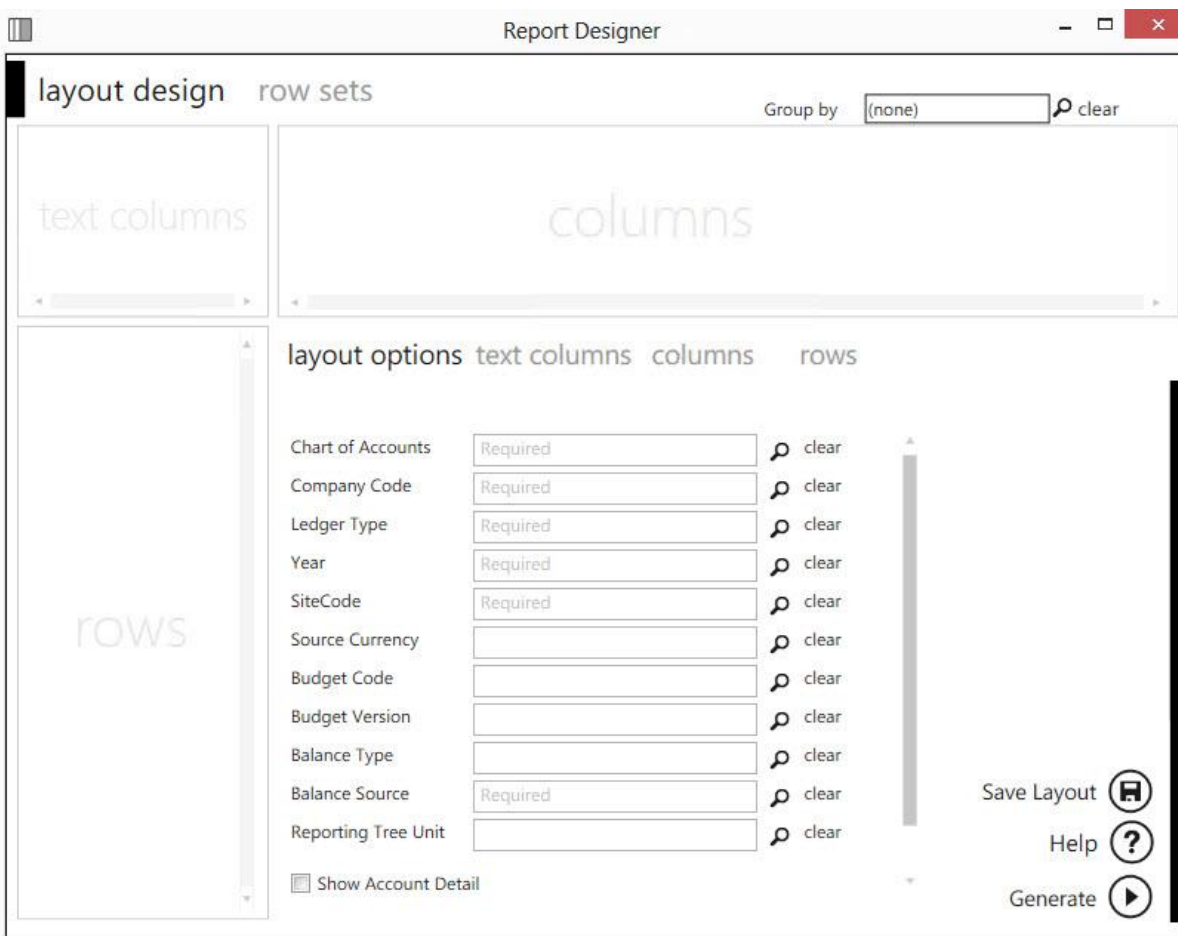 Report Designer
layout design row sets
Group by (none) clear
text columns columns
layout options text columns columns rows
Chart of Accounts Required clear
Company Code Required clear
Ledger Type Required clear
Year Required clear
SiteCode Required clear
rows
Source Currency clear
Budget Code clear
Budget Version clear
Balance Type clear
Balance Source Required clear
Reporting Tree Unit clear
Show Account Detail
Save Layout
Help ?
Generate